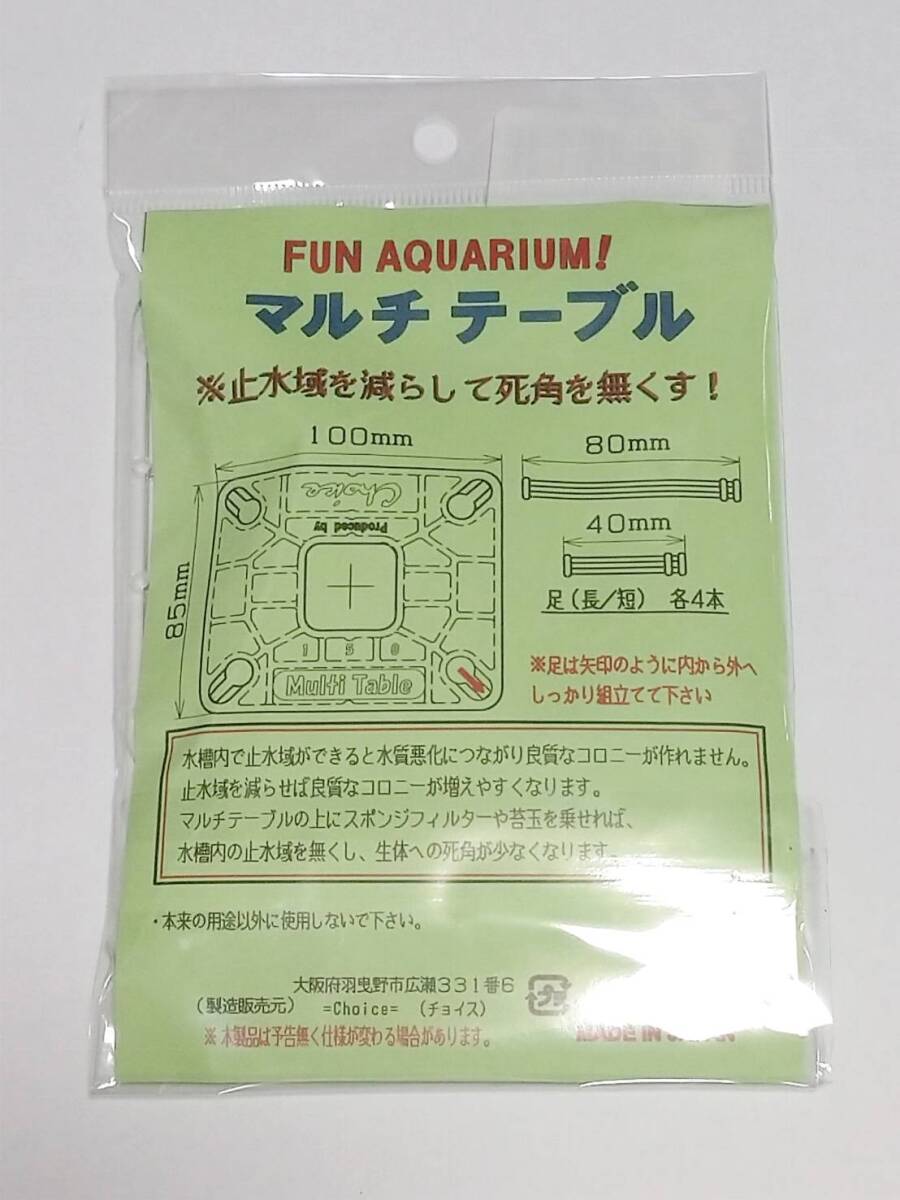 FUN AQUARIUM!
マルチテーブル
※止水域を減らして死角を無くす!
100mm
80mm
85mm
Choice
Produced by
40mm
足(長/短) 各4本
1 5 0
Multi Table
※足は矢印のように内から外へ
しっかり組立てて下さい
水槽内で止水域ができると水質悪化につながり良質なコロニーが作れません。
止水域を減らせば良質なコロニーが増えやすくなります。
マルチテーブルの上にスポンジフィルターや苔玉を乗せれば、
水槽内の止水域を無くし、生体への死角が少なくなります。
・本来の用途以外に使用しないで下さい。
大阪府羽曳野市広瀬331番6
(製造販売元) =Choice= (チョイス)
プラ
※本製品は予告無く仕様が変わる場合があります。
MADE IN JAPAN